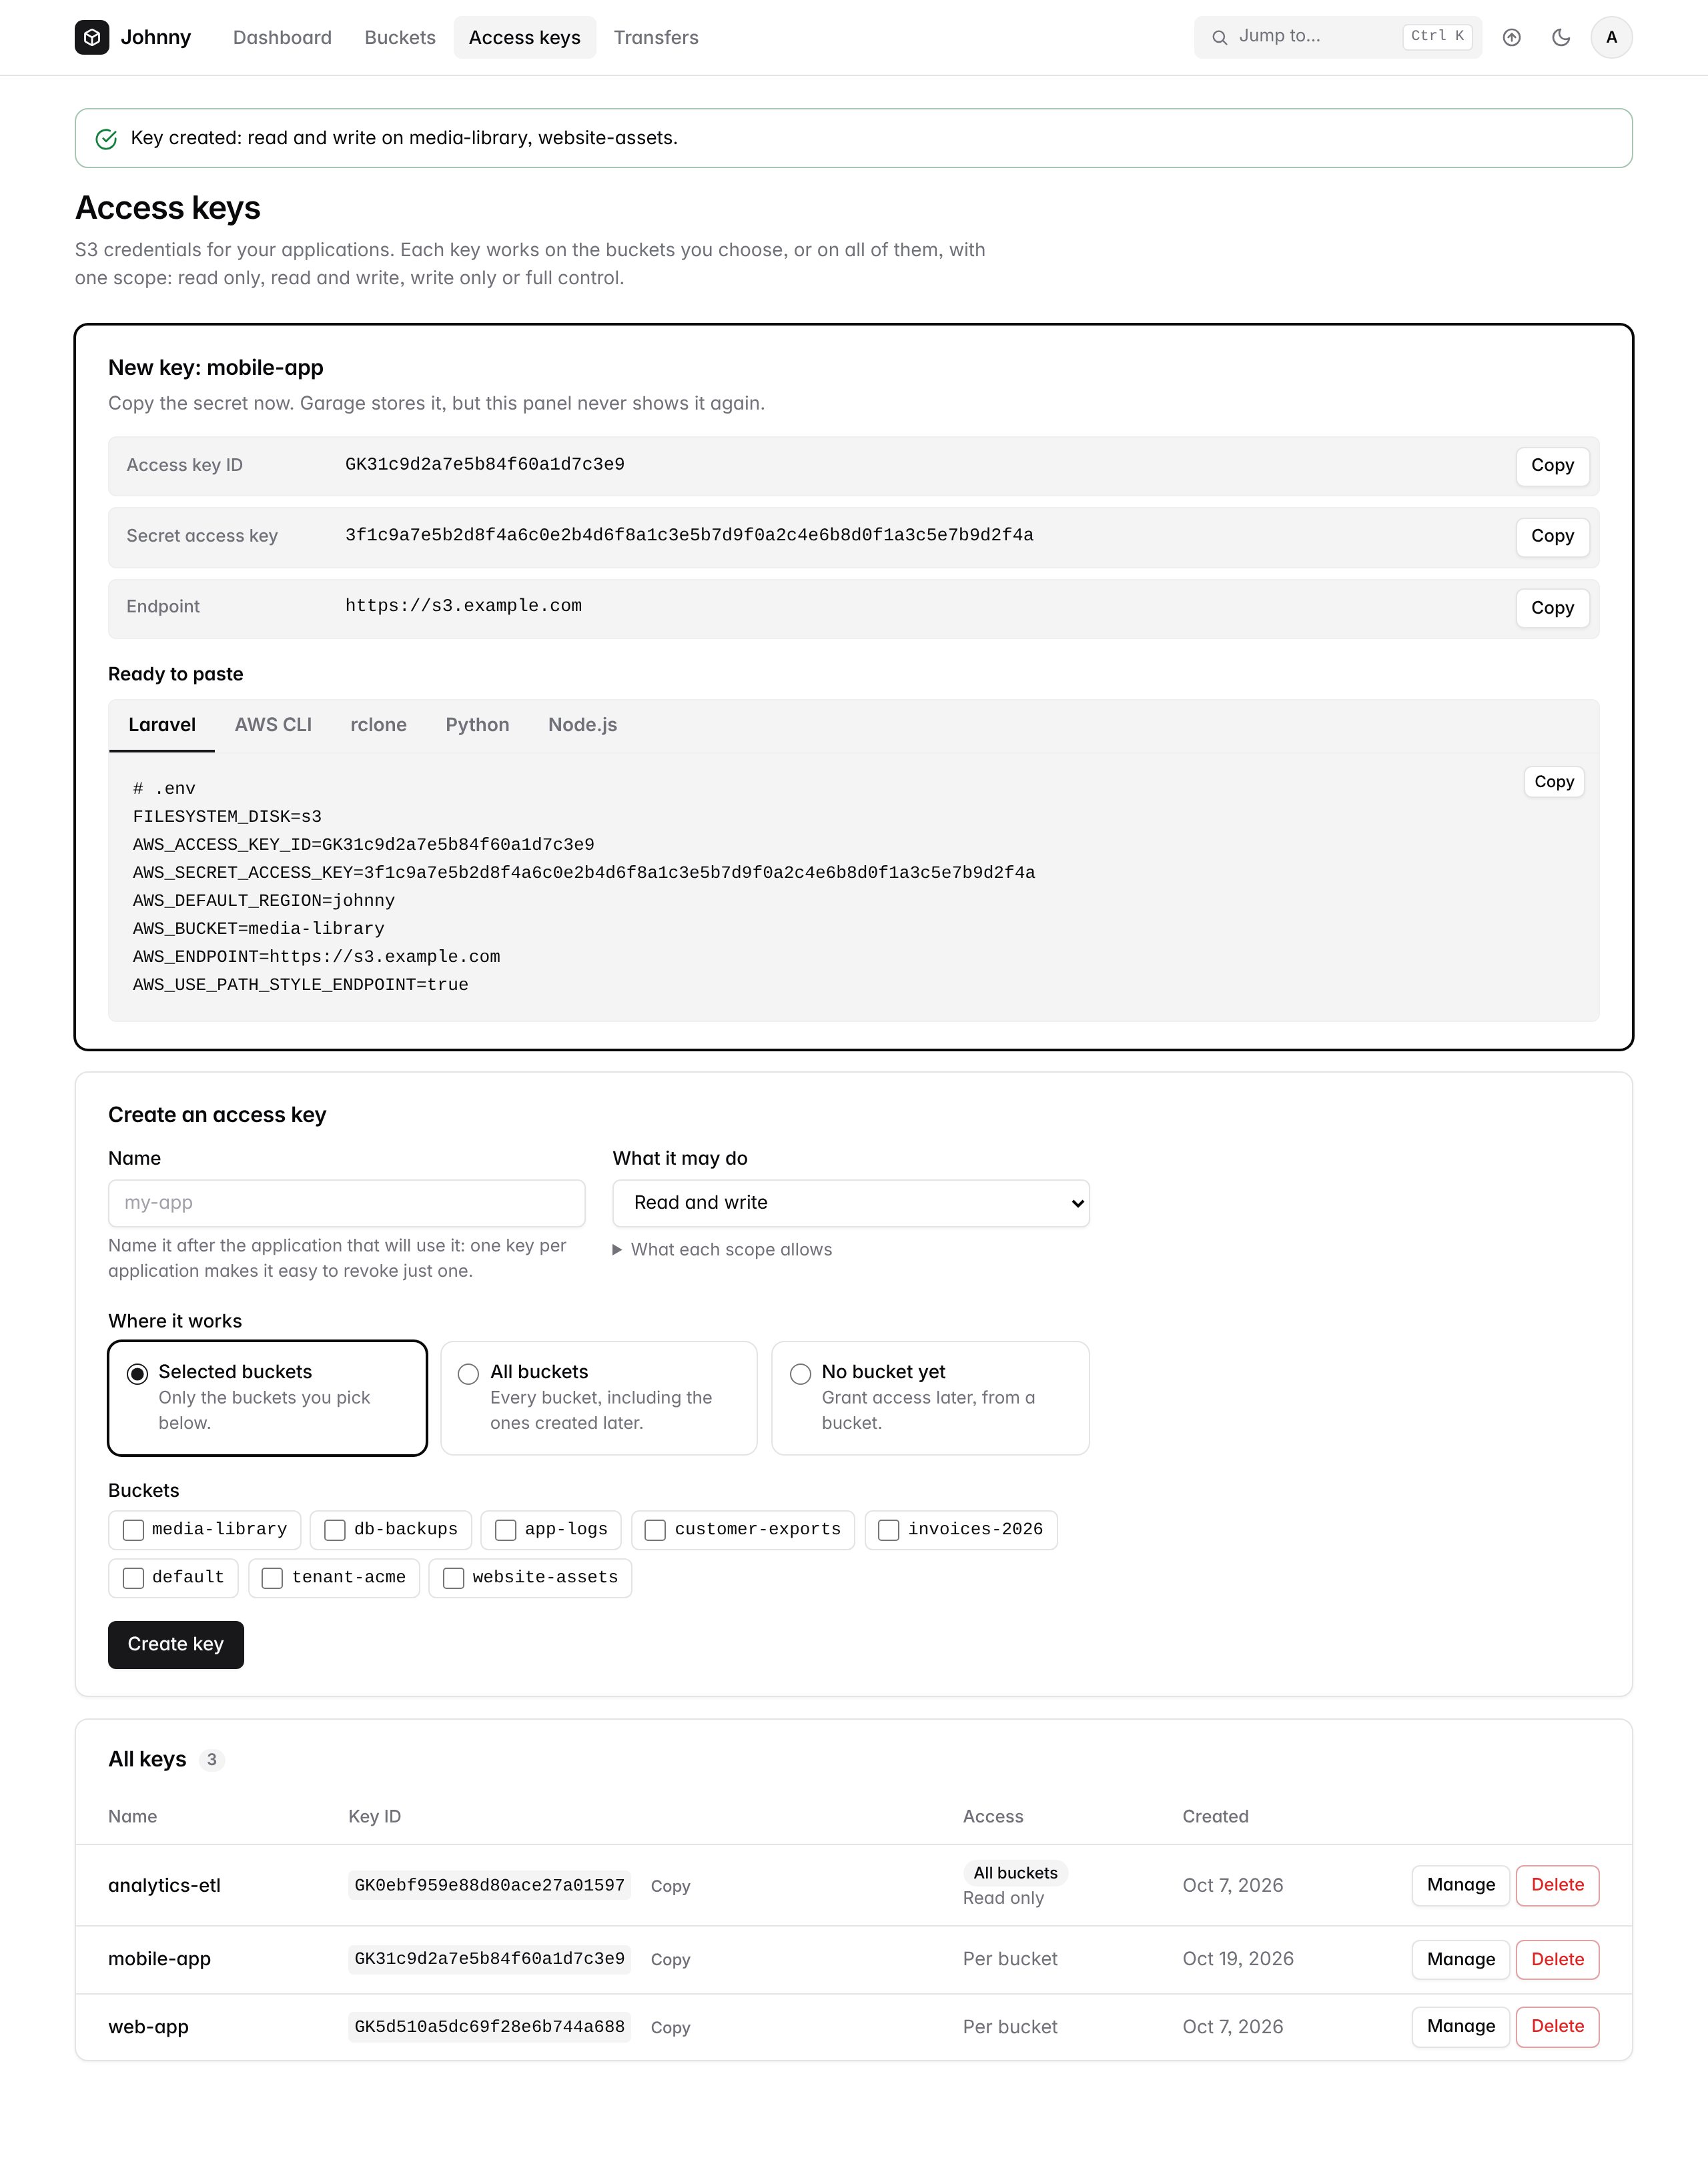 Johnny
Dashboard
Buckets
Access keys
Transfers
Jump to...
Ctrl K
A
Key created: read and write on media-library, website-assets.
Access keys
S3 credentials for your applications. Each key works on the buckets you choose, or on all of them, with
one scope: read only, read and write, write only or full control.
New key: mobile-app
Copy the secret now. Garage stores it, but this panel never shows it again.
Access key ID
GK31c9d2a7e5b84f60a1d7c3e9
Copy
Secret access key
3f1c9a7e5b2d8f4a6c0e2b4d6f8a1c3e5b7d9f0a2c4e6b8d0f1a3c5e7b9d2f4a
Copy
Endpoint
https://s3.example.com
Copy
Ready to paste
Laravel
AWS CLI
rclone
Python
Node.js
Copy
# .env
FILESYSTEM_DISK=s3
AWS_ACCESS_KEY_ID=GK31c9d2a7e5b84f60a1d7c3e9
AWS_SECRET_ACCESS_KEY=3f1c9a7e5b2d8f4a6c0e2b4d6f8a1c3e5b7d9f0a2c4e6b8d0f1a3c5e7b9d2f4a
AWS_DEFAULT_REGION=johnny
AWS_BUCKET=media-library
AWS_ENDPOINT=https://s3.example.com
AWS_USE_PATH_STYLE_ENDPOINT=true
Create an access key
Name
my-app
Name it after the application that will use it: one key per
application makes it easy to revoke just one.
What it may do
Read and write
What each scope allows
Where it works
Selected buckets
Only the buckets you pick
below.
All buckets
Every bucket, including the
ones created later.
No bucket yet
Grant access later, from a
bucket.
Buckets
media-library
db-backups
app-logs
customer-exports
invoices-2026
default
tenant-acme
website-assets
Create key
All keys 3
Name
Key ID
Access
Created
analytics-etl
GK0ebf959e88d80ace27a01597
Copy
All buckets
Read only
Oct 7, 2026
Manage
Delete
mobile-app
GK31c9d2a7e5b84f60a1d7c3e9
Copy
Per bucket
Oct 19, 2026
Manage
Delete
web-app
GK5d510a5dc69f28e6b744a688
Copy
Per bucket
Oct 7, 2026
Manage
Delete